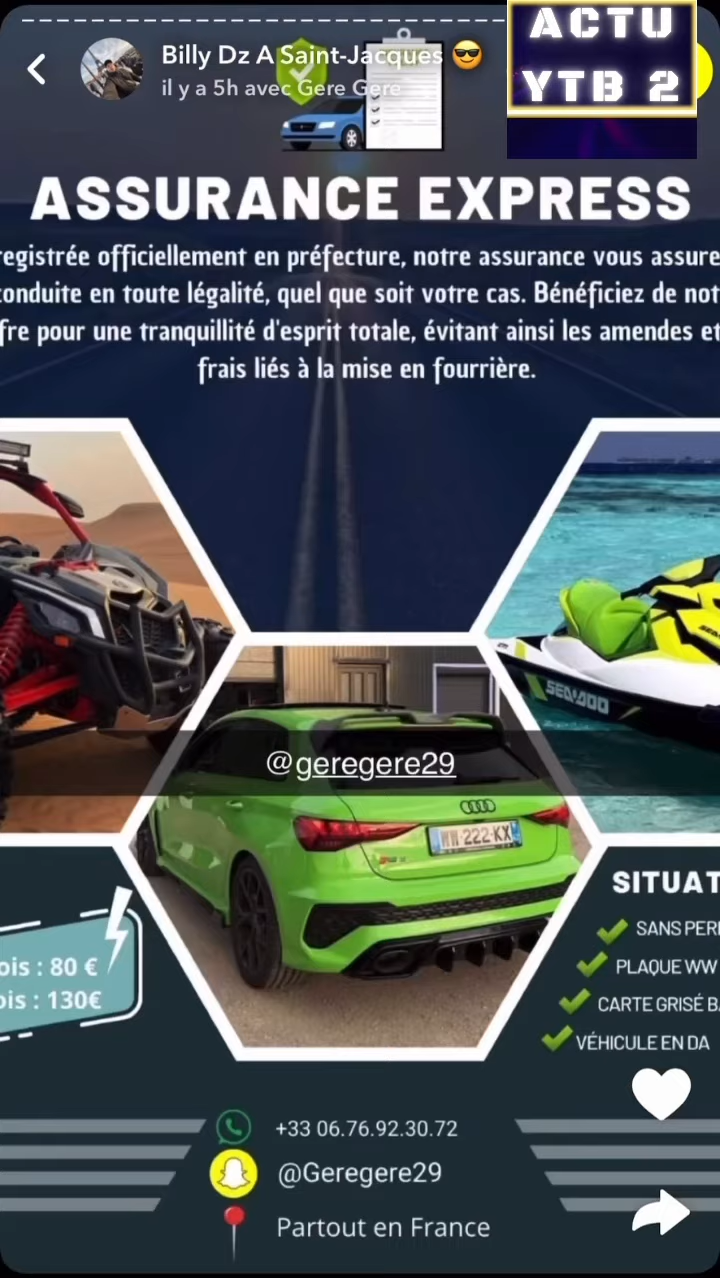 ACTU
YTB 2
Billy Dz A Saint-Jacques 😎
il y a 5h avec Gere Gere
ASSURANCE EXPRESS
registrée officiellement en préfecture, notre assurance vous assure
conduite en toute légalité, quel que soit votre cas. Bénéficiez de not
fre pour une tranquillité d'esprit totale, évitant ainsi les amendes et
frais liés à la mise en fourrière.
SEADOO
@geregere29
WW-222-KX
SITUAT
SANS PER
PLAQUE WW
CARTE GRISÉ B
VÉHICULE EN DA
ois : 80 €
ois : 130€
+33 06.76.92.30.72
@Geregere29
Partout en France